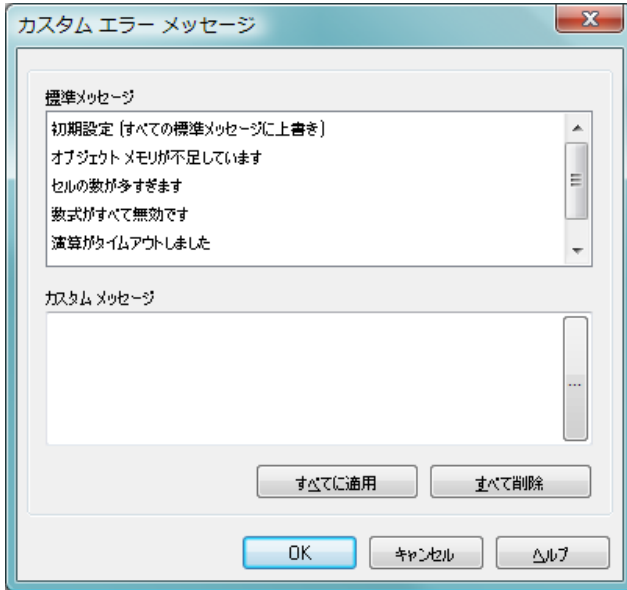 カスタム エラー メッセージ
標準メッセージ
初期設定 (すべての標準メッセージに上書き)
オブジェクト メモリが不足しています
セルの数が多すぎます
数式がすべて無効です
演算がタイムアウトしました
カスタム メッセージ
...
すべてに適用
すべて削除
OK
キャンセル
ヘルプ